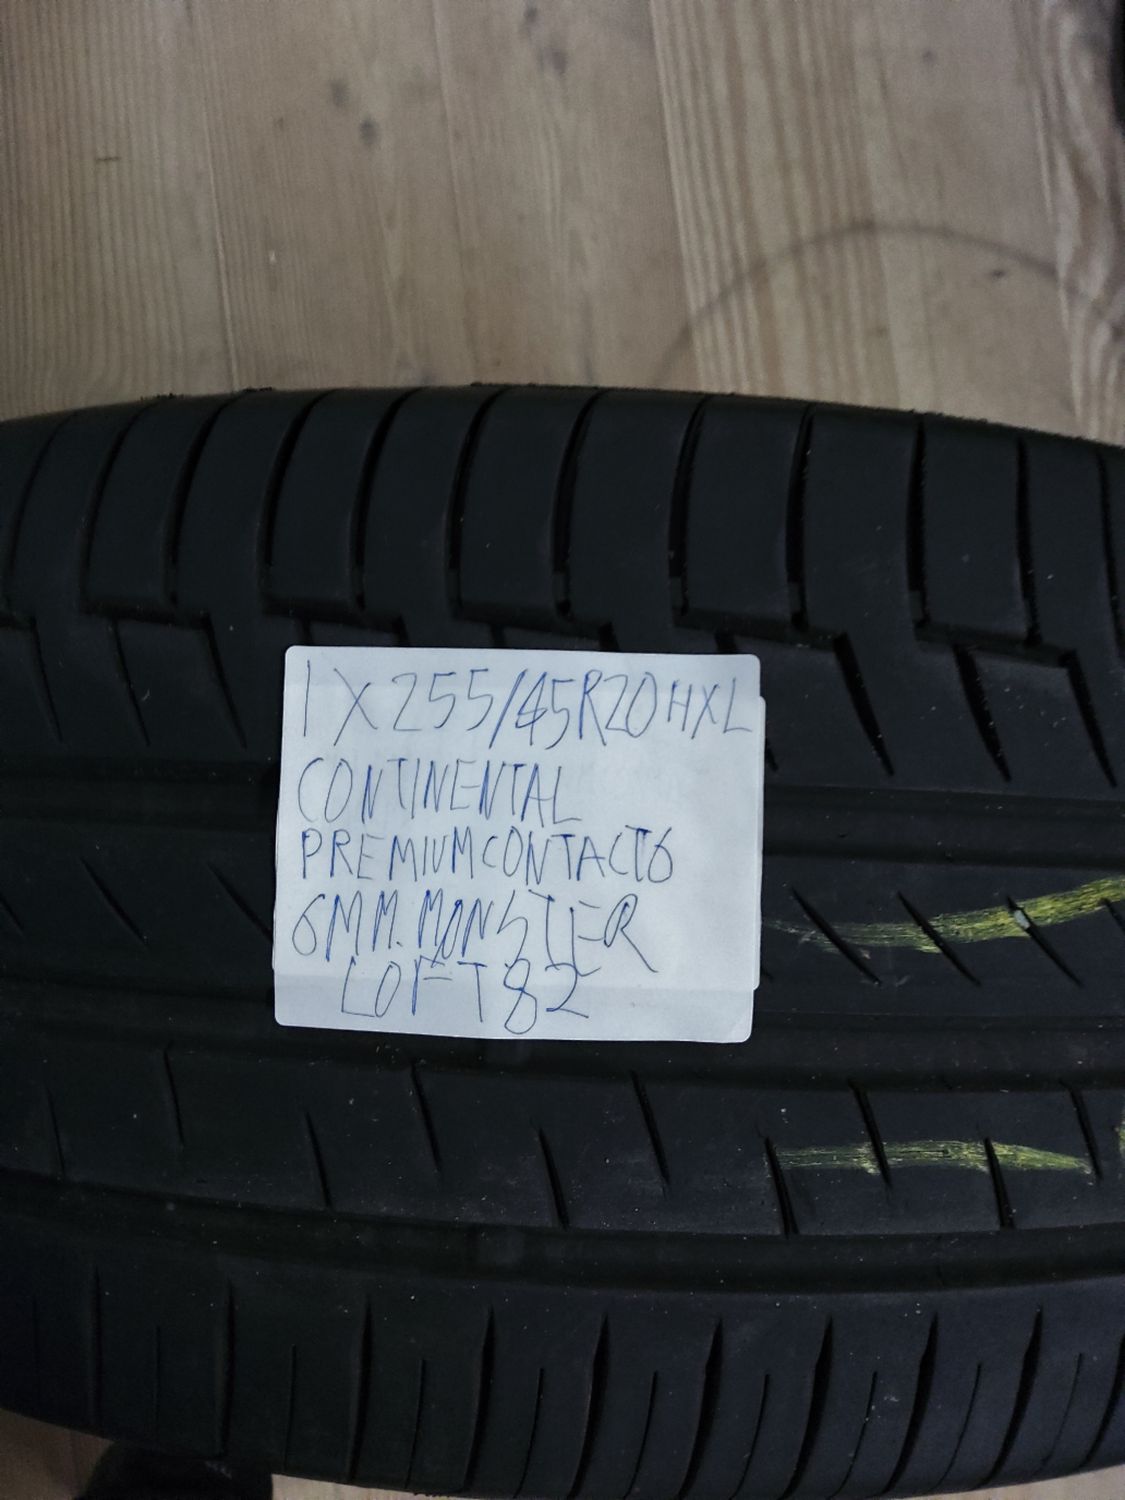 1X255/45R20HXL
CONTINENTAL
PREMIUMCONTACT6
6MM.MONSTER
LOFT82